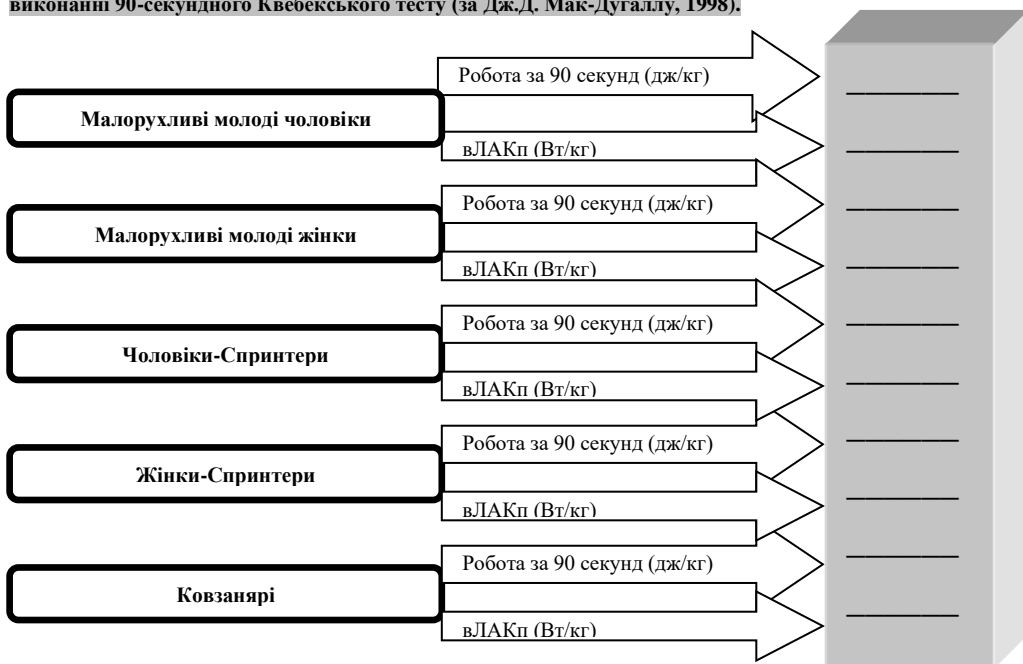 виконанні 90-секундного Квебекського тесту (за Дж.Д. Мак-Дугаллу, 1998).
Робота за 90 секунд (дж/кг)
Малорухливі молоді чоловіки
вЛАКп (Вт/кг)
Робота за 90 секунд (дж/кг)
Малорухливі молоді жінки
вЛАКп (Вт/кг)
Робота за 90 секунд (дж/кг)
Чоловіки-Спринтери
вЛАКп (Вт/кг)
Робота за 90 секунд (дж/кг)
Жінки-Спринтери
вЛАКп (Вт/кг)
Робота за 90 секунд (дж/кг)
Ковзанярі
вЛАКп (Вт/кг)